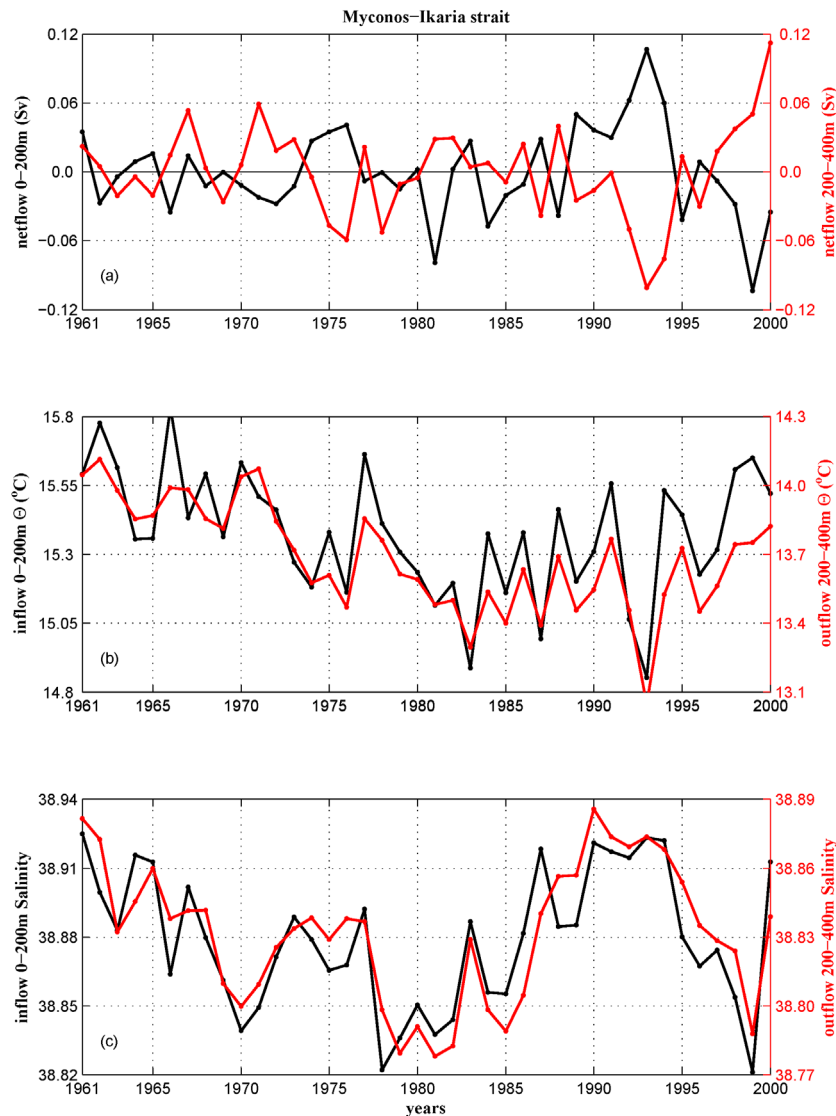 Myconos−Ikaria strait
netflow 0−200m (Sv)
0.12
0.06
0.0
−0.06
−0.12
(a)
0.12
0.06
0.0
−0.06
−0.12
netflow 200−400m (Sv)
1961 1965 1970 1975 1980 1985 1990 1995 2000
inflow 0−200m Θ (°C)
15.8
15.55
15.3
15.05
14.8
(b)
14.3
14.0
13.7
13.4
13.1
outflow 200−400m Θ (°C)
1961 1965 1970 1975 1980 1985 1990 1995 2000
inflow 0−200m Salinity
38.94
38.91
38.88
38.85
38.82
(c)
38.89
38.86
38.83
38.80
38.77
outflow 200−400m Salinity
1961 1965 1970 1975 1980 1985 1990 1995 2000
years